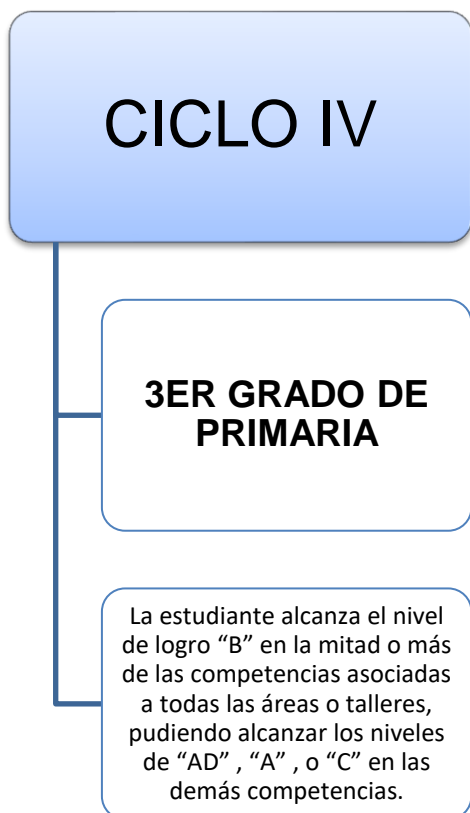 CICLO IV
3ER GRADO DE
PRIMARIA
La estudiante alcanza el nivel
de logro “B” en la mitad o más
de las competencias asociadas
a todas las áreas o talleres,
pudiendo alcanzar los niveles
de “AD” , “A” , o “C” en las
demás competencias.